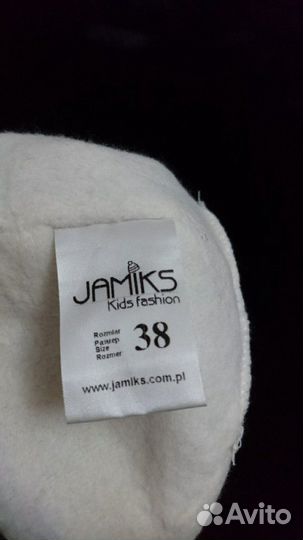 JAMIKS
Kids fashion
Rozmiar
Размер
Size
Rozmer
38
www.jamiks.com.pl
Avito